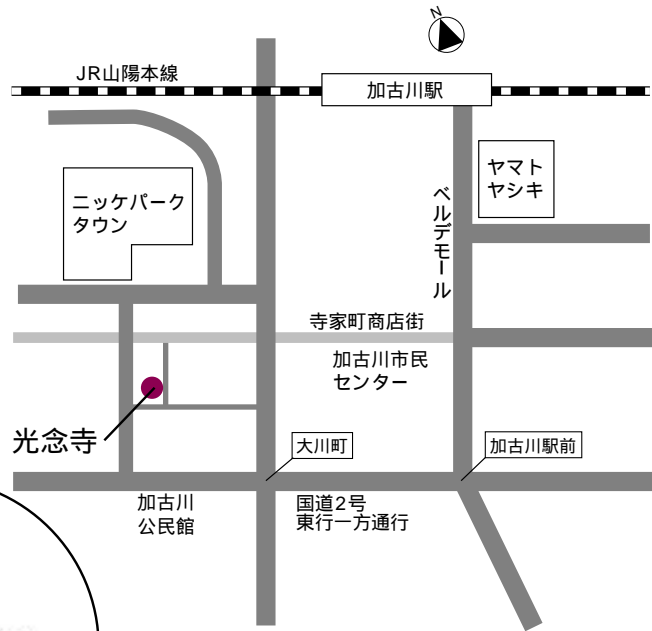 N
JR山陽本線
加古川駅
ヤマト
ヤシキ
ニッケパーク
タウン
ベルデモール
寺家町商店街
加古川市民
センター
光念寺
大川町
加古川駅前
加古川
公民館
国道2号
東行一方通行